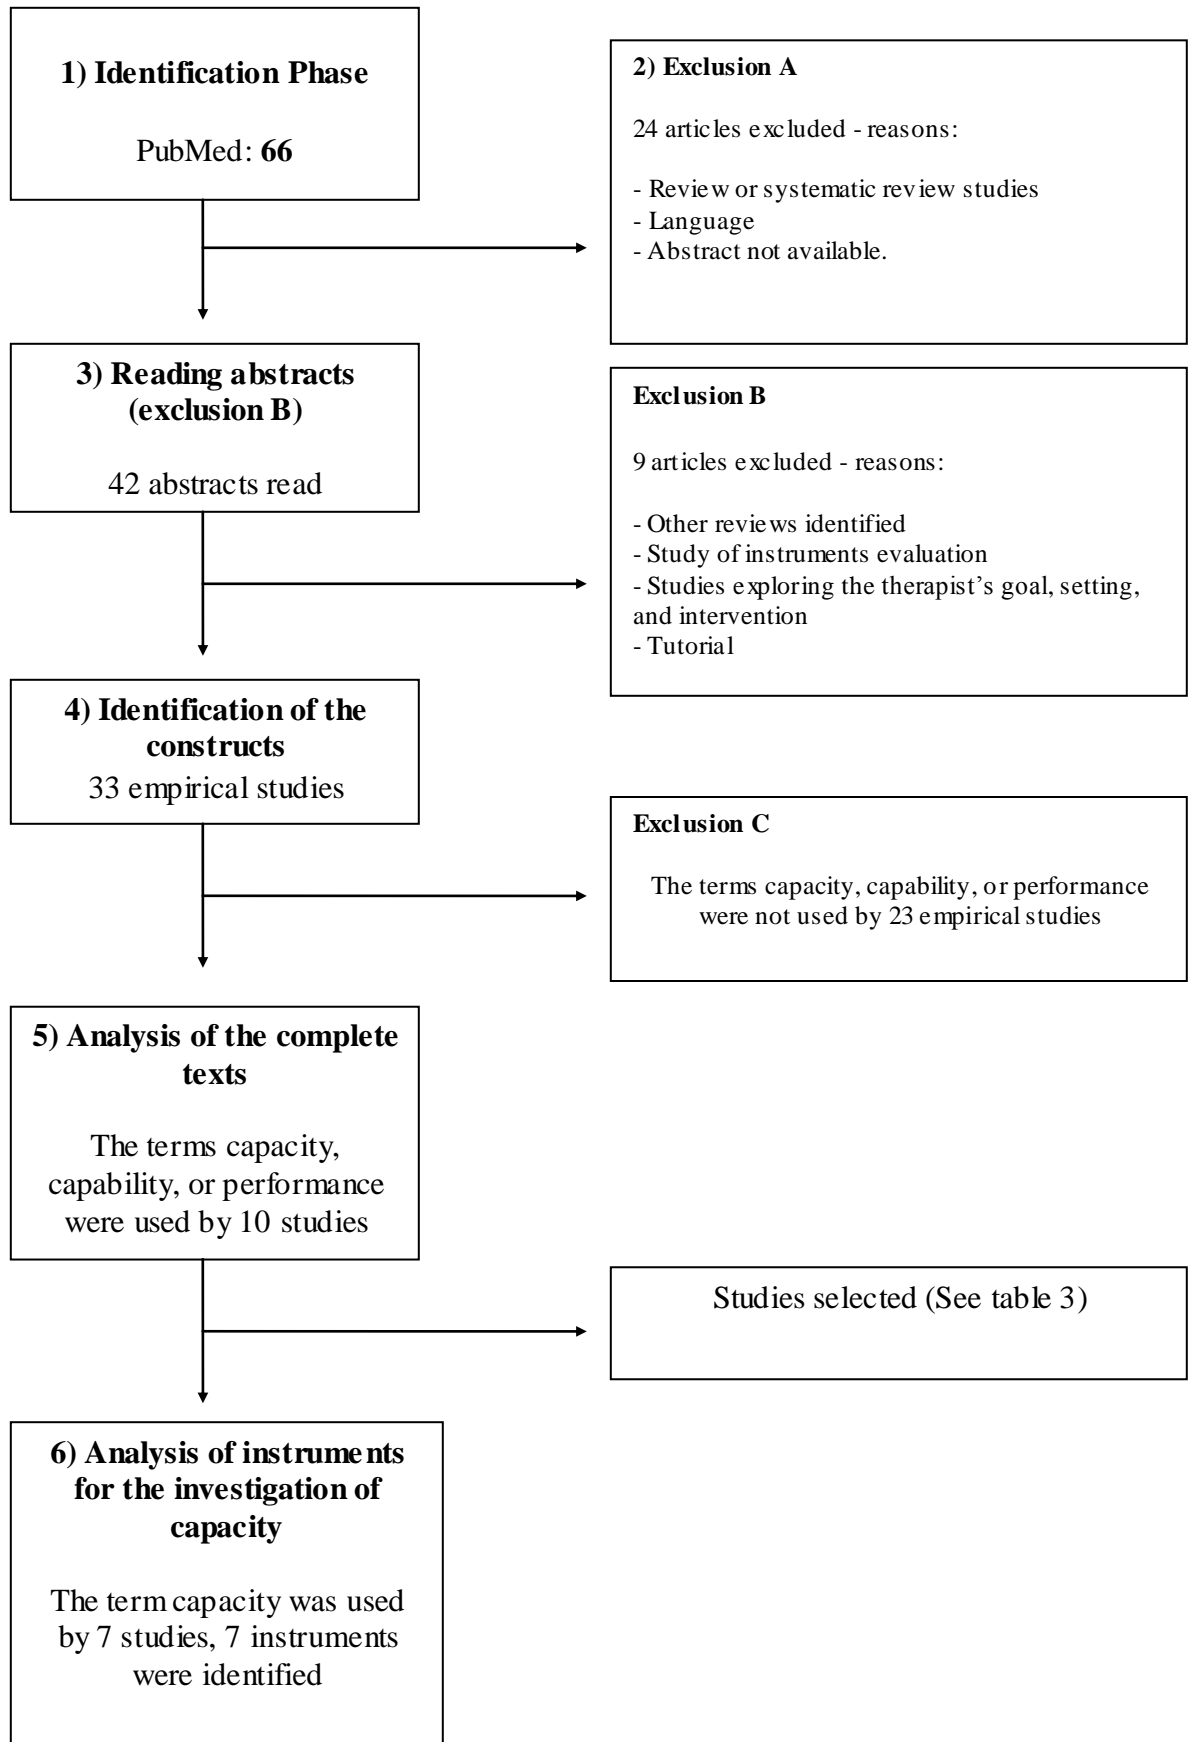 1) Identification Phase
PubMed: 66
2) Exclusion A
24 articles excluded - reasons:
- Review or systematic review studies
- Language
- Abstract not available.
3) Reading abstracts
(exclusion B)
42 abstracts read
Exclusion B
9 articles excluded - reasons:
- Other reviews identified
- Study of instruments evaluation
- Studies exploring the therapist’s goal, setting,
and intervention
- Tutorial
4) Identification of the
constructs
33 empirical studies
Exclusion C
The terms capacity, capability, or performance
were not used by 23 empirical studies
5) Analysis of the complete
texts
The terms capacity,
capability, or performance
were used by 10 studies
Studies selected (See table 3)
6) Analysis of instruments
for the investigation of
capacity
The term capacity was used
by 7 studies, 7 instruments
were identified